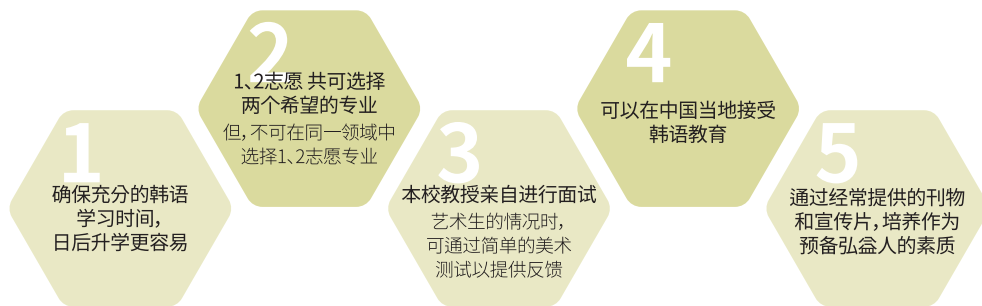 1
确保充分的韩语
学习时间,
日后升学更容易
2
1、2志愿 共可选择
两个希望的专业
但, 不可在同一领域中
选择1、2志愿专业
3
本校教授亲自进行面试
艺术生的情况时,
可通过简单的美术
测试以提供反馈
4
可以在中国当地接受
韩语教育
5
通过经常提供的刊物
和宣传片, 培养作为
预备弘益人的素质